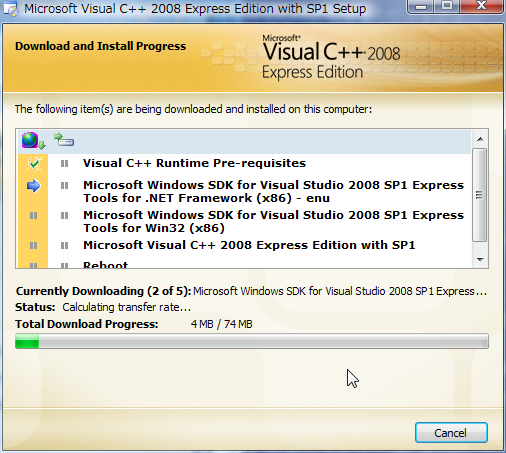 Microsoft Visual C++ 2008 Express Edition with SP1 Setup
Download and Install Progress
Microsoft®
Visual C++ 2008
Express Edition
The following item(s) are being downloaded and installed on this computer:
Visual C++ Runtime Pre-requisites
Microsoft Windows SDK for Visual Studio 2008 SP1 Express
Tools for .NET Framework (x86) - enu
Microsoft Windows SDK for Visual Studio 2008 SP1 Express
Tools for Win32 (x86)
Microsoft Visual C++ 2008 Express Edition with SP1
Reboot
Currently Downloading (2 of 5): Microsoft Windows SDK for Visual Studio 2008 SP1 Express...
Status: Calculating transfer rate...
Total Download Progress: 4 MB / 74 MB
Cancel